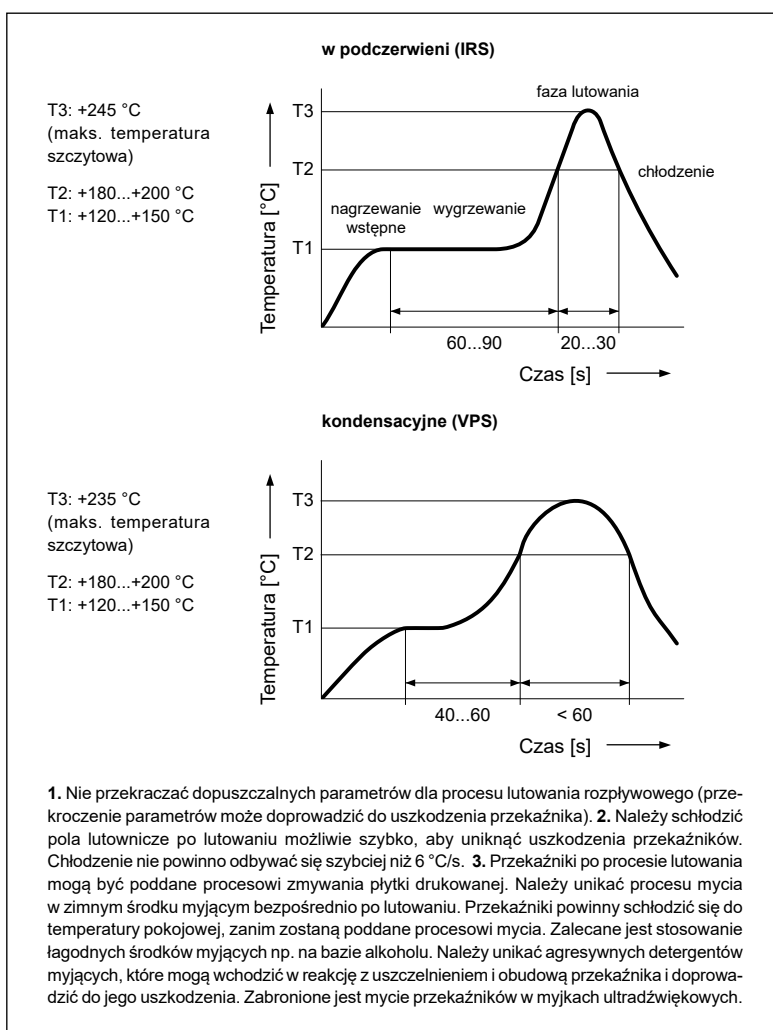 w podczerwieni (IRS)
T3: +245 °C
(maks. temperatura
szczytowa)
T2: +180...+200 °C
T1: +120...+150 °C
Temperatura [°C]
T3
T2
T1
faza lutowania
chłodzenie
nagrzewanie
wstępne
wygrzewanie
60...90
20...30
Czas [s]
kondensacyjne (VPS)
T3: +235 °C
(maks. temperatura
szczytowa)
T2: +180...+200 °C
T1: +120...+150 °C
Temperatura [°C]
T3
T2
T1
40...60
< 60
Czas [s]
1. Nie przekraczać dopuszczalnych parametrów dla procesu lutowania rozpływowego (prze-
kroczenie parametrów może doprowadzić do uszkodzenia przekaźnika). 2. Należy schłodzić
pola lutownicze po lutowaniu możliwie szybko, aby uniknąć uszkodzenia przekaźników.
Chłodzenie nie powinno odbywać się szybciej niż 6 °C/s. 3. Przekaźniki po procesie lutowania
mogą być poddane procesowi zmywania płytki drukowanej. Należy unikać procesu mycia
w zimnym środku myjącym bezpośrednio po lutowaniu. Przekaźniki powinny schłodzić się do
temperatury pokojowej, zanim zostaną poddane procesowi mycia. Zalecane jest stosowanie
łagodnych środków myjących np. na bazie alkoholu. Należy unikać agresywnych detergentów
myjących, które mogą wchodzić w reakcję z uszczelnieniem i obudową przekaźnika i doprowa-
dzić do jego uszkodzenia. Zabronione jest mycie przekaźników w myjkach ultradźwiękowych.